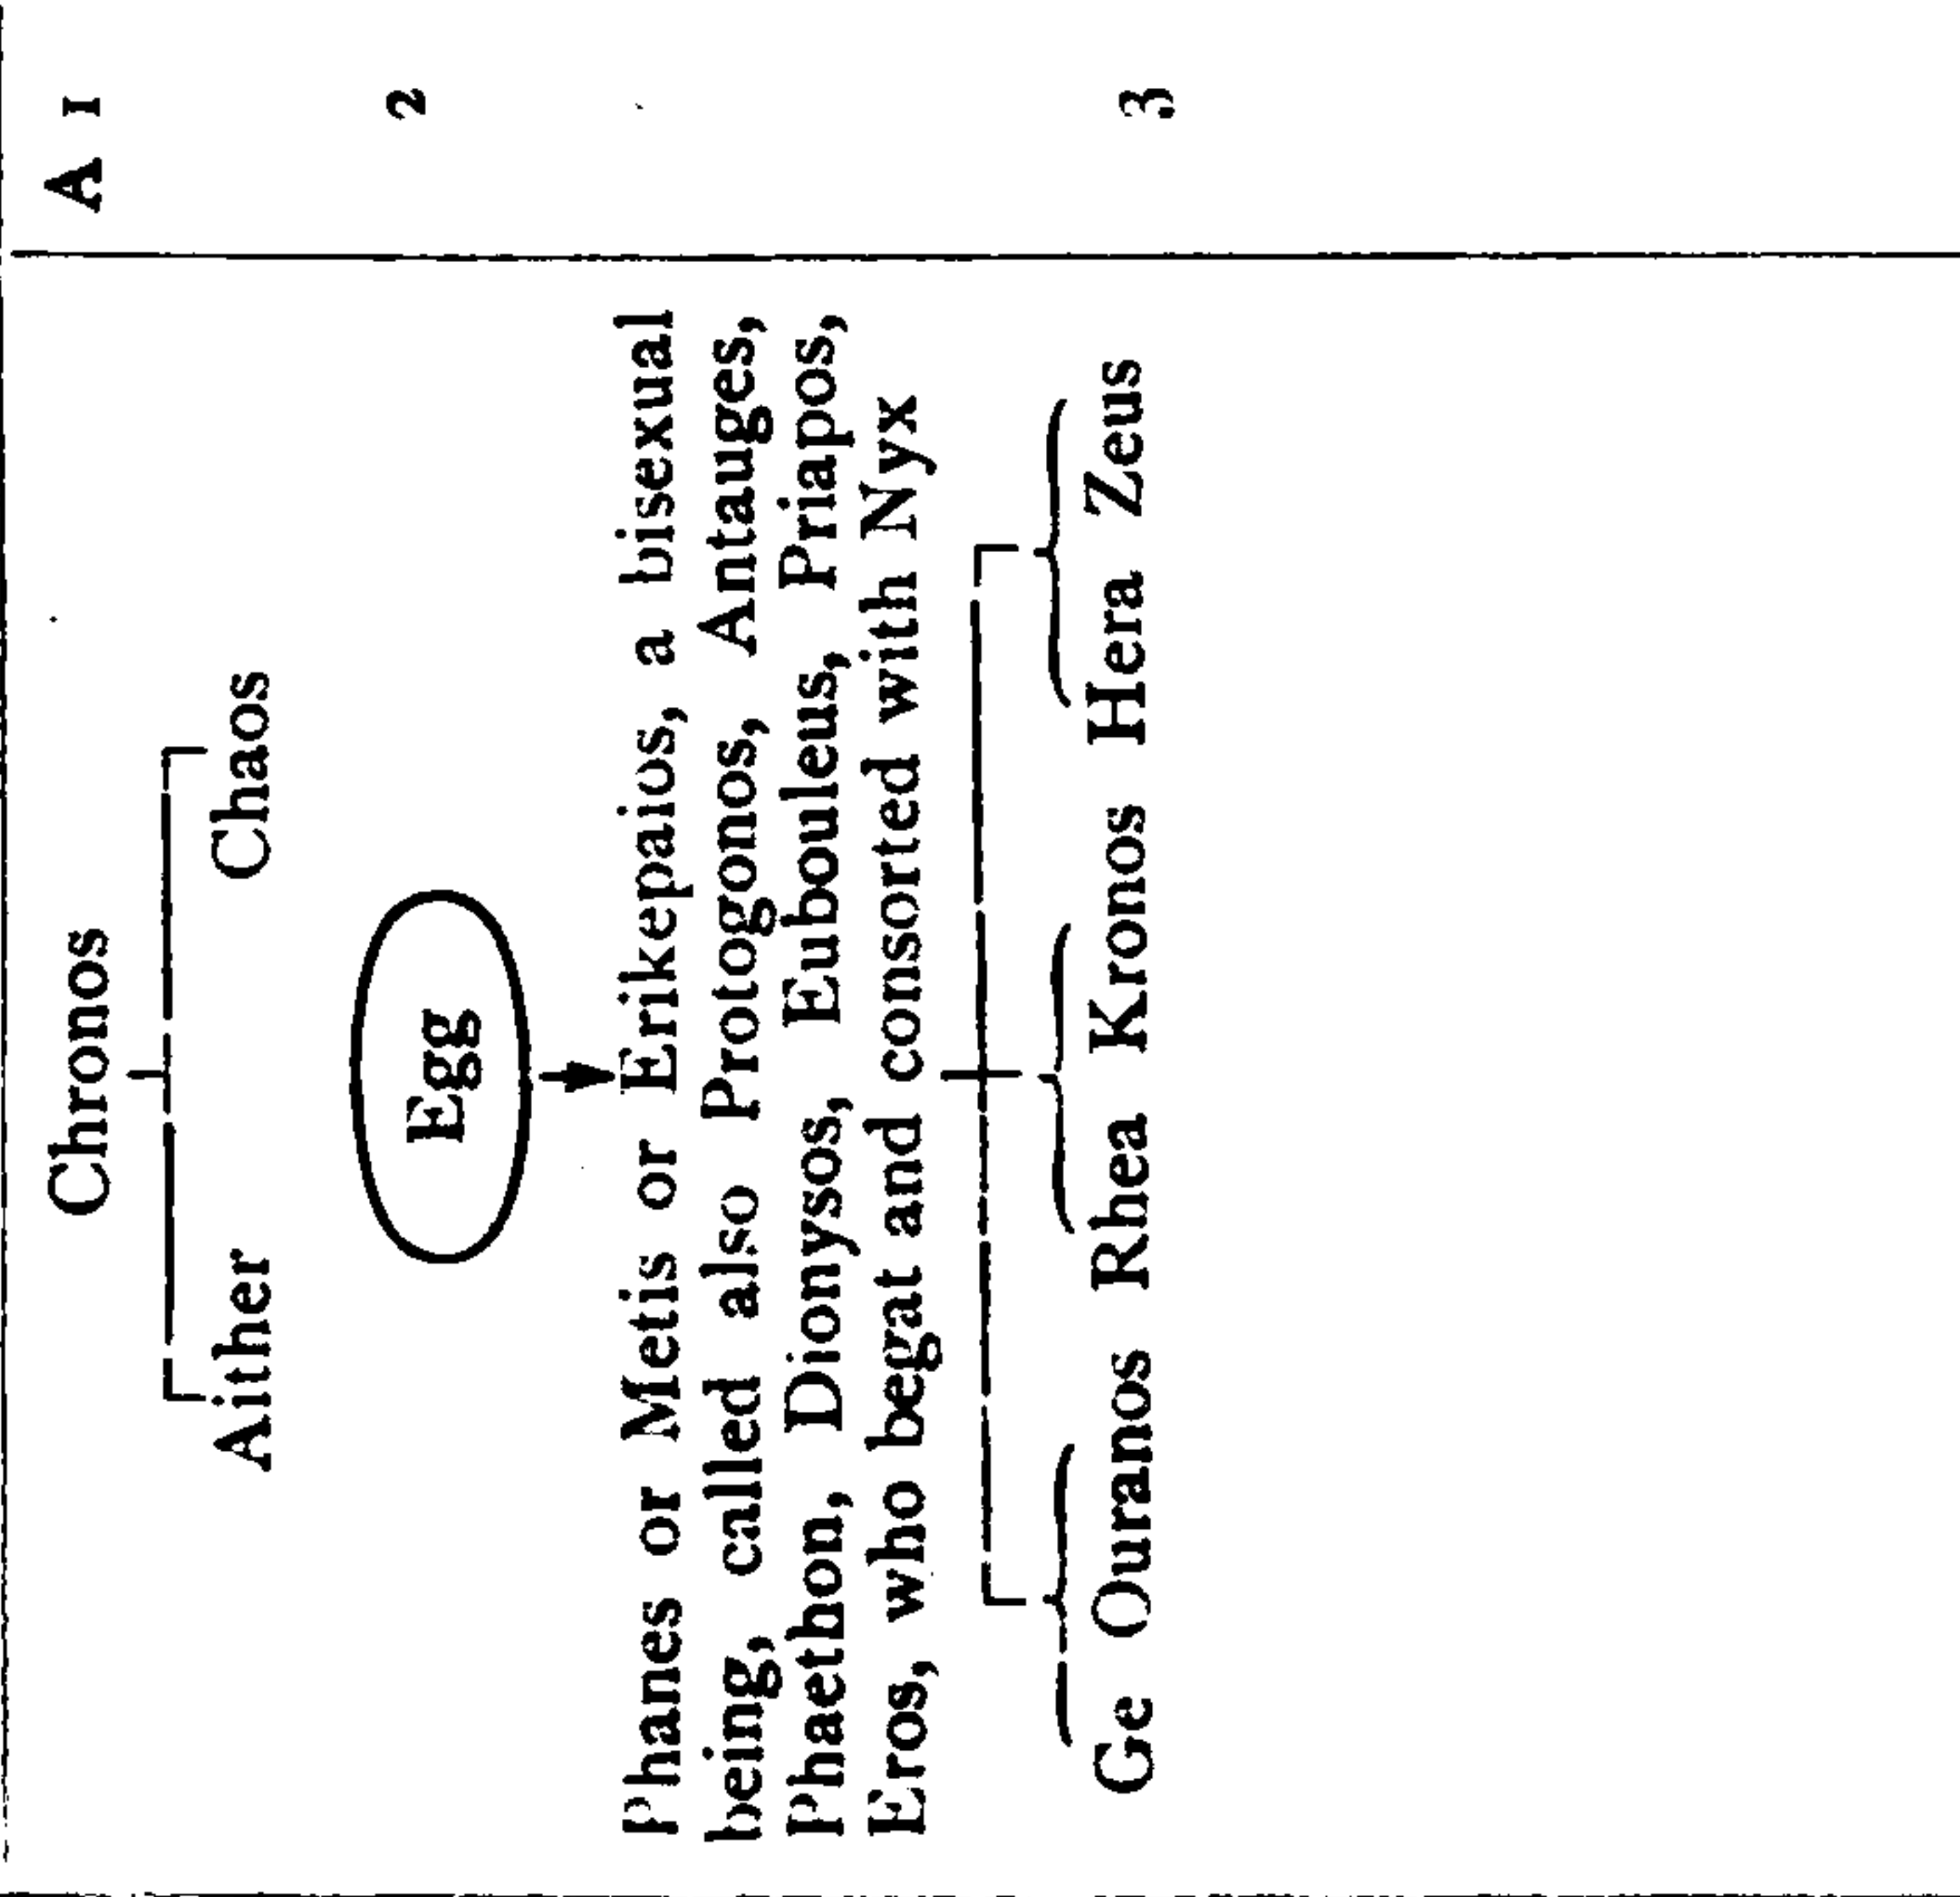 Chronos A 1
Aither Chaos
Egg 2
Phanes or Metis or Erikepaios, a bisexual
being, called also Protogonos, Antauges,
Phaethon, Dionysos, Eubouleus, Priapos,
Eros, who begat and consorted with Nyx
Ge Ouranos Rhea Kronos Hera Zeus 3